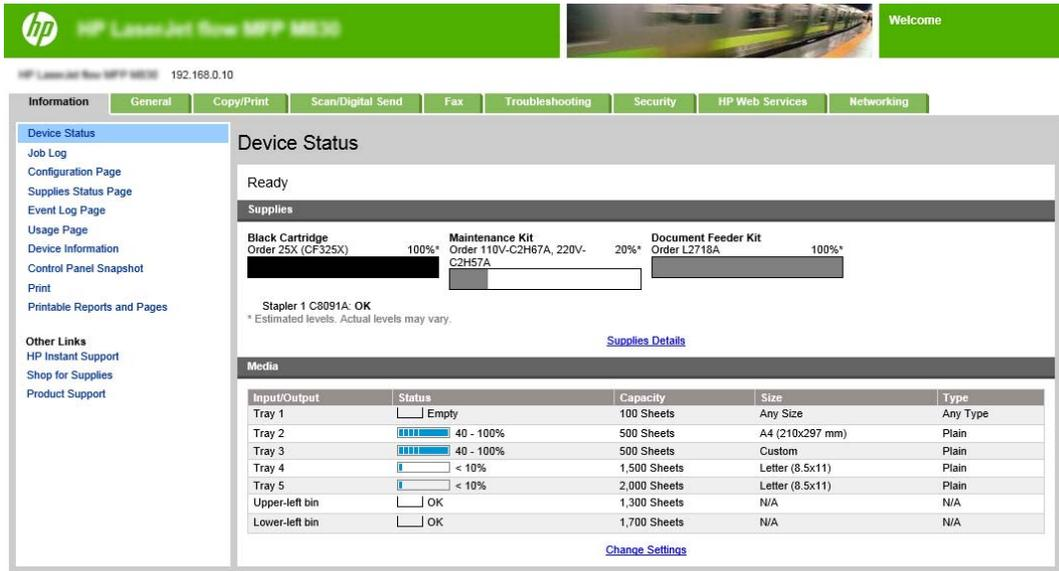 hp
Welcome
192.168.0.10
Information General Copy/Print Scan/Digital Send Fax Troubleshooting Security HP Web Services Networking
Device Status
Job Log
Configuration Page
Supplies Status Page
Event Log Page
Usage Page
Device Information
Control Panel Snapshot
Print
Printable Reports and Pages
Other Links
HP Instant Support
Shop for Supplies
Product Support
Device Status
Ready
Supplies
Black Cartridge
Order 25X (CF325X) 100%*
Maintenance Kit
Order 110V-C2H67A, 220V- 20%*
C2H57A
Document Feeder Kit
Order L2718A 100%*
Stapler 1 C8091A: OK
* Estimated levels. Actual levels may vary.
Supplies Details
Media
Input/Output Status Capacity Size Type
Tray 1 Empty 100 Sheets Any Size Any Type
Tray 2 40 - 100% 500 Sheets A4 (210x297 mm) Plain
Tray 3 40 - 100% 500 Sheets Custom Plain
Tray 4 < 10% 1,500 Sheets Letter (8.5x11) Plain
Tray 5 < 10% 2,000 Sheets Letter (8.5x11) Plain
Upper-left bin OK 1,300 Sheets N/A N/A
Lower-left bin OK 1,700 Sheets N/A N/A
Change Settings